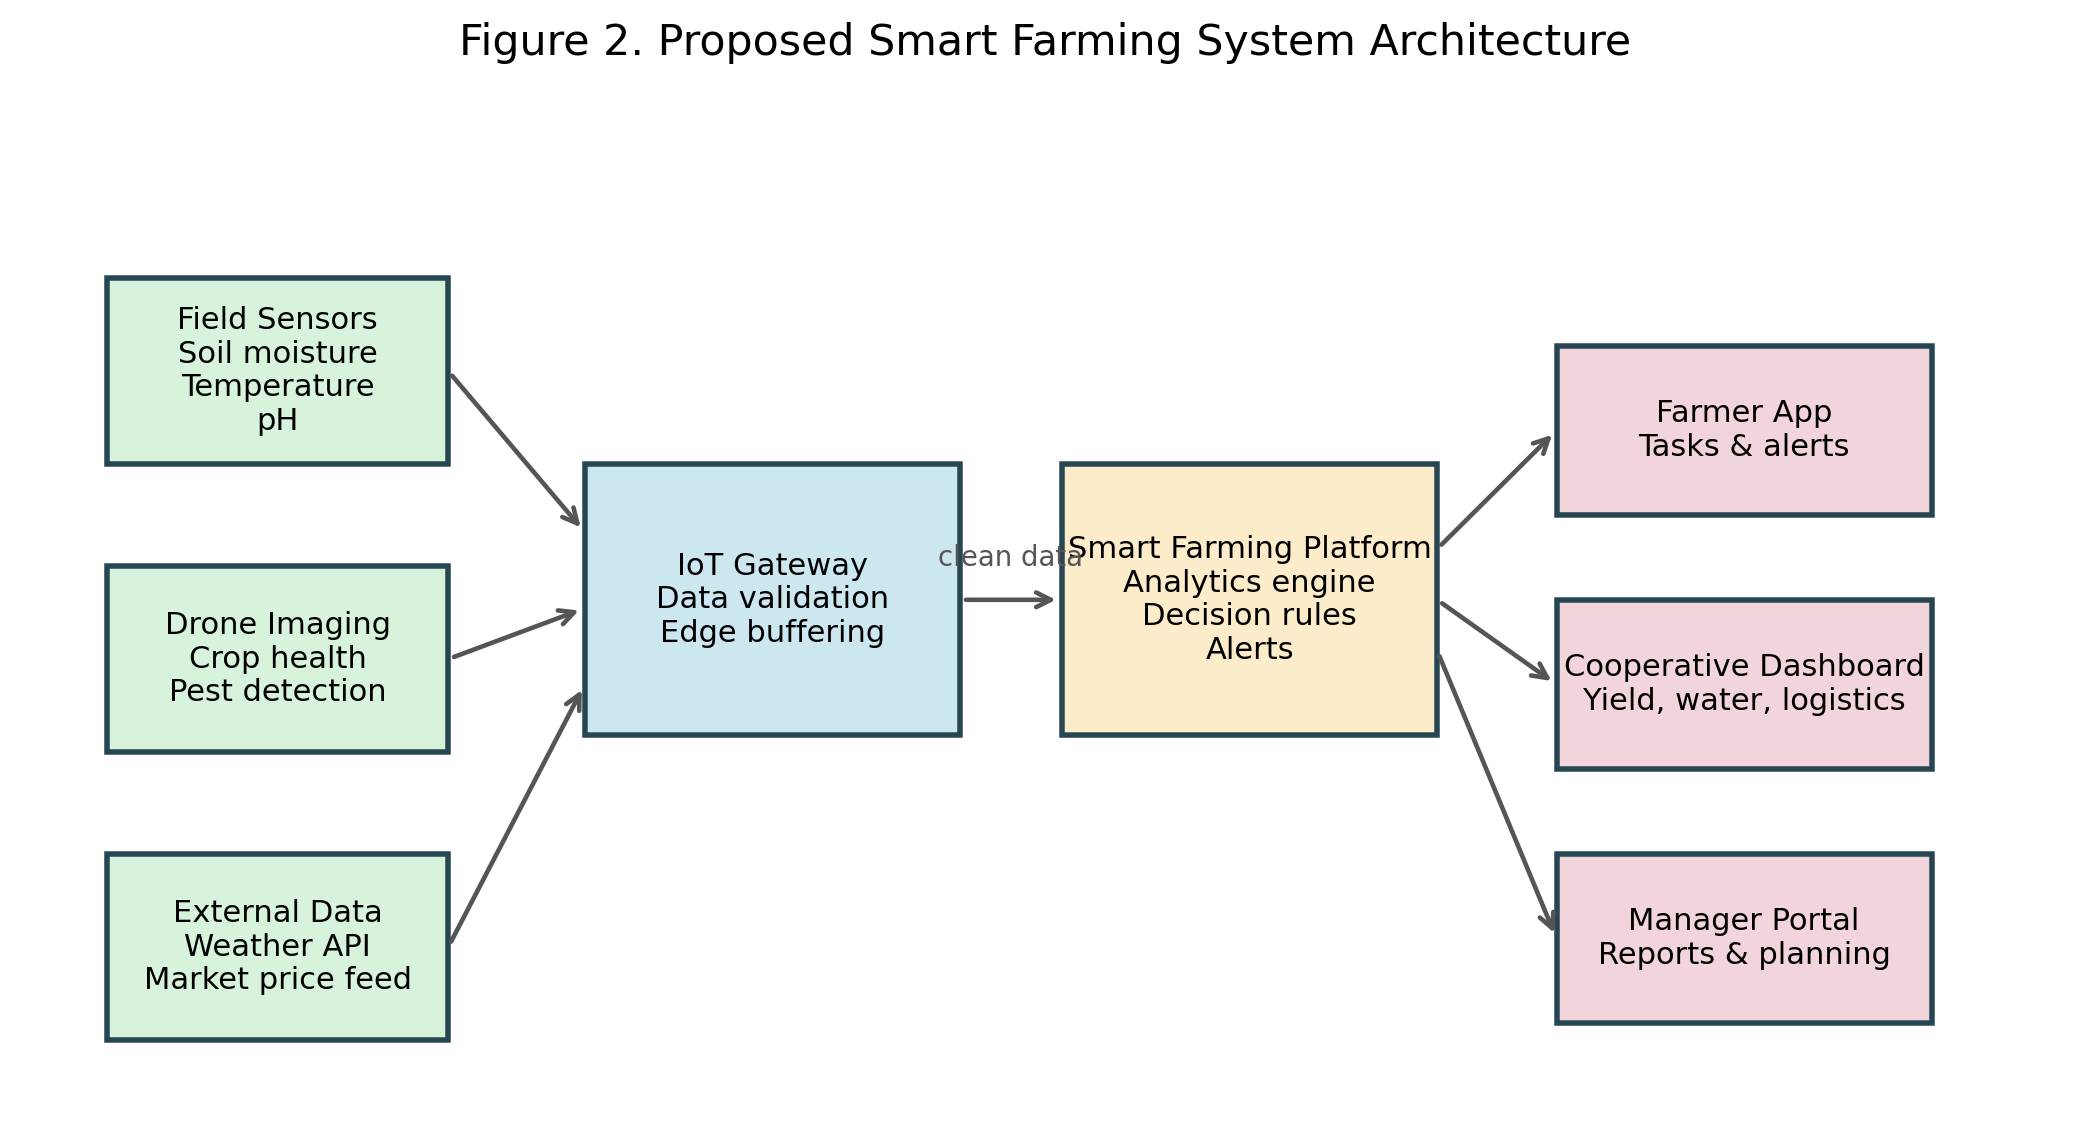 Figure 2. Proposed Smart Farming System Architecture
Field Sensors
Soil moisture
Temperature
pH
Drone Imaging
Crop health
Pest detection
External Data
Weather API
Market price feed
IoT Gateway
Data validation
Edge buffering
clean data
Smart Farming Platform
Analytics engine
Decision rules
Alerts
Farmer App
Tasks & alerts
Cooperative Dashboard
Yield, water, logistics
Manager Portal
Reports & planning